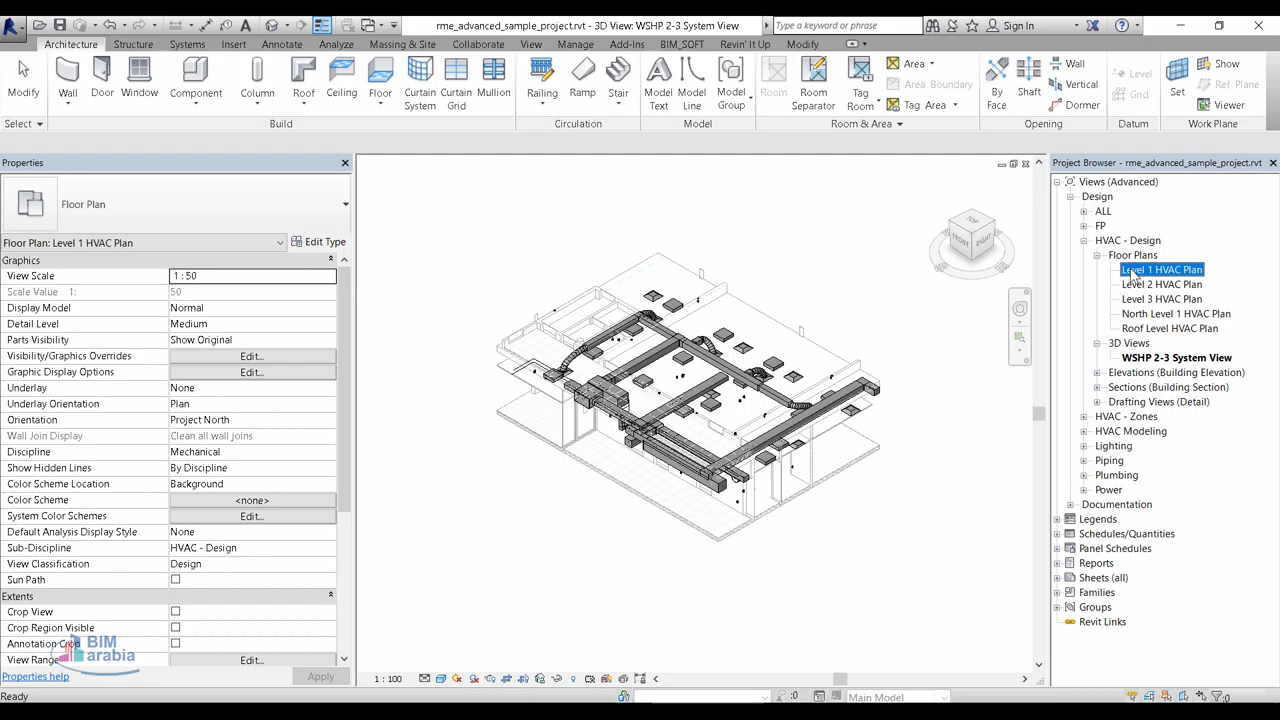 rme_advanced_sample_project.rvt - 3D View: WSHP 2-3 System View
Type a keyword or phrase
Sign In
Architecture Structure Systems Insert Annotate Analyze Massing & Site Collaborate View Manage Add-Ins BIM_SOFT Revin' It Up Modify
Modify Wall Door Window Component Column Roof Ceiling Floor Curtain System Curtain Grid Mullion Railing Ramp Stair Model Text Model Line Model Group Room Room Separator Tag Room
Area
Area Boundary
Tag Area
By Face Shaft
Wall
Vertical
Dormer
Level
Grid
Set
Show
Ref Plane
Viewer
Select Build Circulation Model Room & Area Opening Datum Work Plane
Properties
Floor Plan
Floor Plan: Level 1 HVAC Plan Edit Type
Graphics
View Scale 1 : 50
Scale Value 1: 50
Display Model Normal
Detail Level Medium
Parts Visibility Show Original
Visibility/Graphics Overrides Edit...
Graphic Display Options Edit...
Underlay None
Underlay Orientation Plan
Orientation Project North
Wall Join Display Clean all wall joins
Discipline Mechanical
Show Hidden Lines By Discipline
Color Scheme Location Background
Color Scheme <none>
System Color Schemes Edit...
Default Analysis Display Style None
Sub-Discipline HVAC - Design
View Classification Design
Sun Path
Extents
Crop View
Crop Region Visible
Annotation Crop
View Range Edit...
BIM
arabia
Properties help Apply
TOP
FRONT RIGHT
1 : 100
Project Browser - rme_advanced_sample_project.rvt
Views (Advanced)
Design
ALL
FP
HVAC - Design
Floor Plans
Level 1 HVAC Plan
Level 2 HVAC Plan
Level 3 HVAC Plan
North Level 1 HVAC Plan
Roof Level HVAC Plan
3D Views
WSHP 2-3 System View
Elevations (Building Elevation)
Sections (Building Section)
Drafting Views (Detail)
HVAC - Zones
HVAC Modeling
Lighting
Piping
Plumbing
Power
Documentation
Legends
Schedules/Quantities
Panel Schedules
Reports
Sheets (all)
Families
Groups
Revit Links
Ready :0 Main Model :0